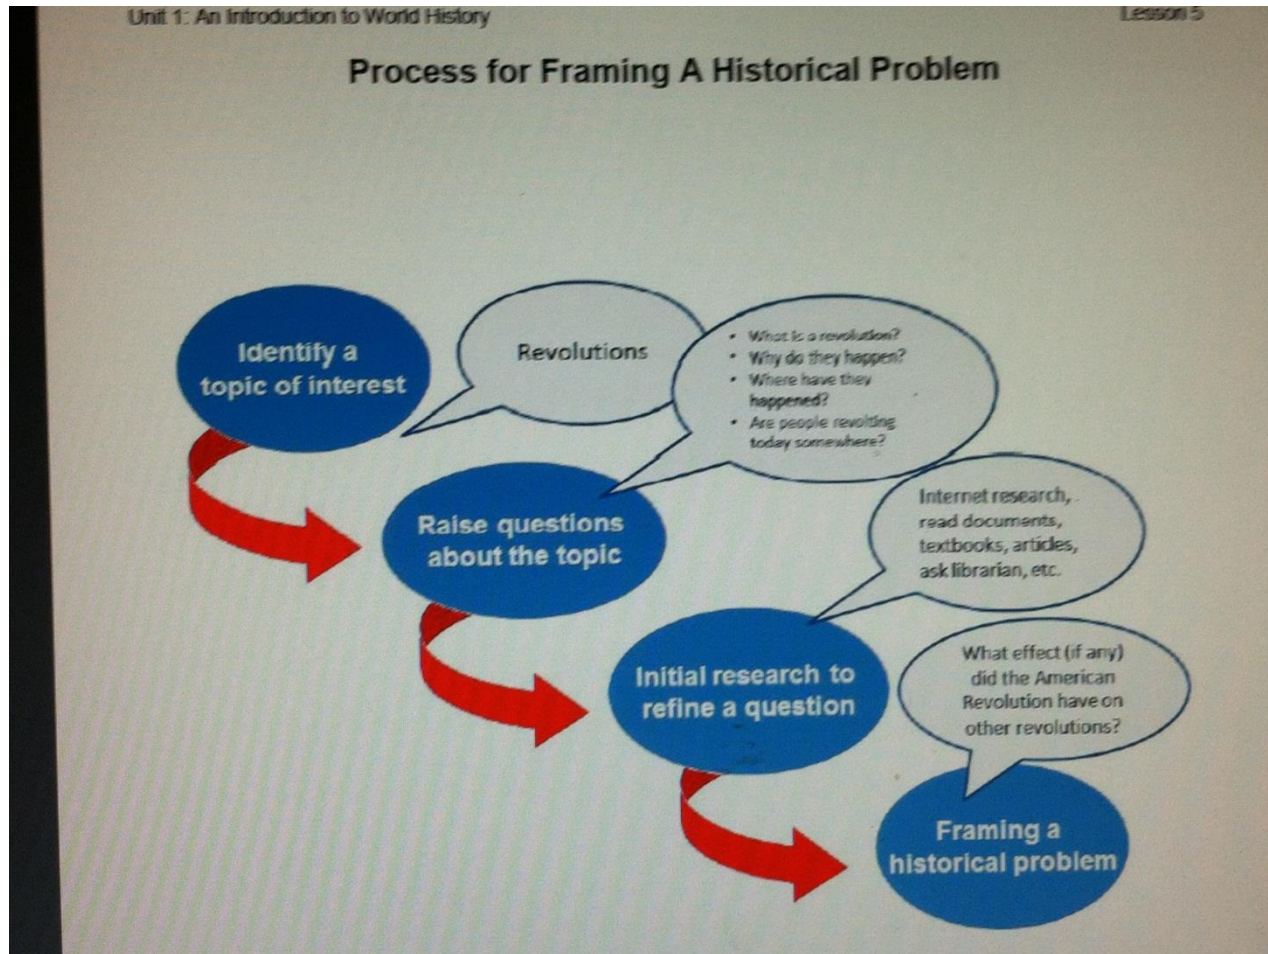 Unit 1: An Introduction to World History
Lesson 5
Process for Framing A Historical Problem
Identify a
topic of interest
Revolutions
• What is a revolution?
• Why do they happen?
• Where have they
happened?
• Are people revolting
today somewhere?
Raise questions
about the topic
Internet research,
read documents,
textbooks, articles,
ask librarian, etc.
Initial research to
refine a question
What effect (if any)
did the American
Revolution have on
other revolutions?
Framing a
historical problem